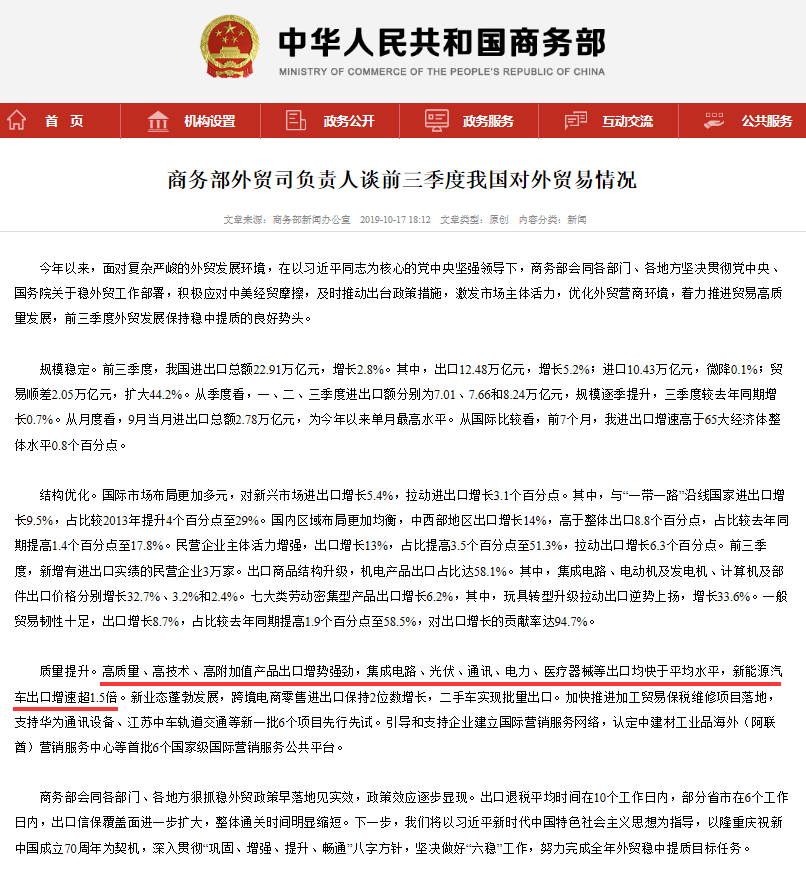 中华人民共和国商务部
MINISTRY OF COMMERCE OF THE PEOPLE'S REPUBLIC OF CHINA
首 页 机构设置 政务公开 政务服务 互动交流 公共服务
商务部外贸司负责人谈前三季度我国对外贸易情况
文章来源：商务部新闻办公室 2019-10-17 18:12 文章类型：原创 内容分类：新闻
今年以来，面对复杂严峻的外贸发展环境，在以习近平同志为核心的党中央坚强领导下，商务部会同各部门、各地方坚决贯彻党中央、
国务院关于稳外贸工作部署，积极应对中美经贸摩擦，及时推动出台政策措施，激发市场主体活力，优化外贸营商环境，着力推进贸易高质
量发展，前三季度外贸发展保持稳中提质的良好势头。
规模稳定。前三季度，我国进出口总额22.91万亿元，增长2.8%。其中，出口12.48万亿元，增长5.2%；进口10.43万亿元，微降0.1%；贸
易顺差2.05万亿元，扩大44.2%。从季度看，一、二、三季度进出口额分别为7.01、7.66和8.24万亿元，规模逐季提升，三季度较去年同期增
长0.7%。从月度看，9月当月进出口总额2.78万亿元，为今年以来单月最高水平。从国际比较看，前7个月，我进出口增速高于65大经济体整
体水平0.8个百分点。
结构优化。国际市场布局更加多元，对新兴市场进出口增长5.4%，拉动进出口增长3.1个百分点。其中，与“一带一路”沿线国家进出口增
长9.5%，占比较2013年提升4个百分点至29%。国内区域布局更加均衡，中西部地区出口增长14%，高于整体出口8.8个百分点，占比较去年同
期提高1.4个百分点至17.8%。民营企业主体活力增强，出口增长13%，占比提高3.5个百分点至51.3%，拉动出口增长6.3个百分点。前三季
度，新增有进出口实绩的民营企业3万家。出口商品结构升级，机电产品出口占比达58.1%。其中，集成电路、电动机及发电机、计算机及部
件出口价格分别增长32.7%、3.2%和2.4%。七大类劳动密集型产品出口增长6.2%，其中，玩具转型升级拉动出口逆势上扬，增长33.6%。一般
贸易韧性十足，出口增长8.7%，占比较去年同期提高1.9个百分点至58.5%，对出口增长的贡献率达94.7%。
质量提升。高质量、高技术、高附加值产品出口增势强劲，集成电路、光伏、通讯、电力、医疗器械等出口均快于平均水平，新能源汽
车出口增速超1.5倍。新业态蓬勃发展，跨境电商零售进出口保持2位数增长，二手车实现批量出口。加快推进加工贸易保税维修项目落地，
支持华为通讯设备、江苏中车轨道交通等新一批6个项目先行先试。引导和支持企业建立国际营销服务网络，认定中建材工业品海外（阿联
酋）营销服务中心等首批6个国家级国际营销服务公共平台。
商务部会同各部门、各地方狠抓稳外贸政策早落地见实效，政策效应逐步显现。出口退税平均时间在10个工作日内，部分省市在6个工作
日内，出口信保覆盖面进一步扩大，整体通关时间明显缩短。下一步，我们将以习近平新时代中国特色社会主义思想为指导，以隆重庆祝新
中国成立70周年为契机，深入贯彻“巩固、增强、提升、畅通”八字方针，坚决做好“六稳”工作，努力完成全年外贸稳中提质目标任务。